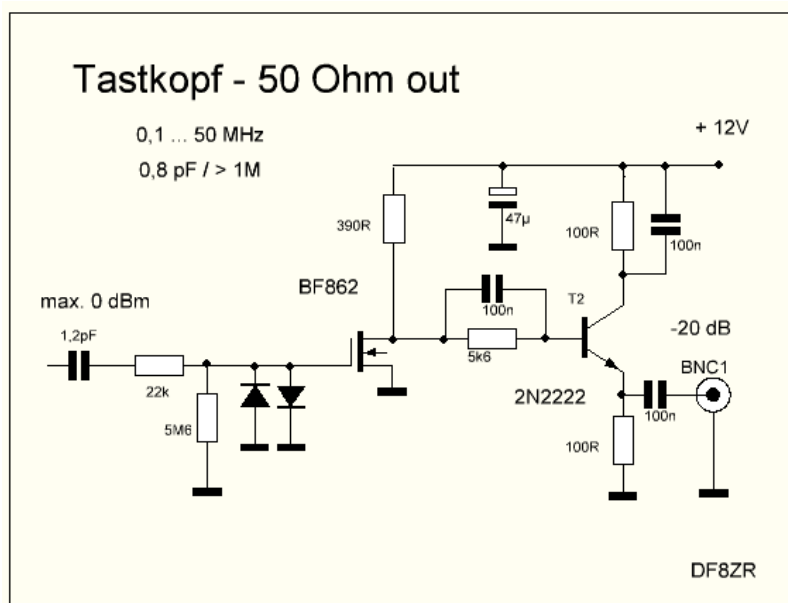 Tastkopf - 50 Ohm out
0,1 ... 50 MHz
0,8 pF / > 1M
+ 12V
390R
47µ
100R
100n
BF862
max. 0 dBm
1,2pF
22k
5M6
100n
5k6
T2
2N2222
-20 dB
BNC1
100n
100R
DF8ZR